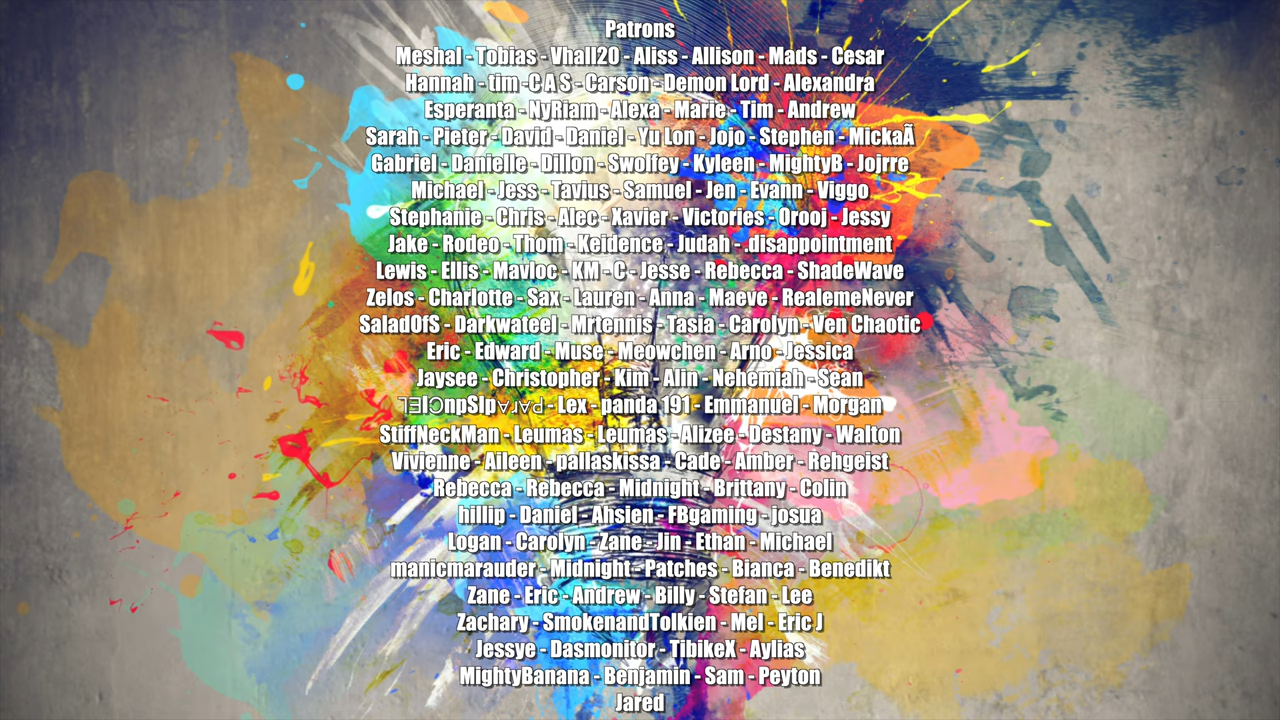 Patrons
Meshal - Tobias - Vhall20 - Aliss - Allison - Mads - Cesar
Hannah - tim -C A S - Carson - Demon Lord - Alexandra
Esperanta - NyRiam - Alexa - Marie - Tim - Andrew
Sarah - Pieter - David - Daniel - Yu Lon - Jojo - Stephen - MickaÃ
Gabriel - Danielle - Dillon - Swolfey - Kyleen - MightyB - Jojrre
Michael - Jess - Tavius - Samuel - Jen - Evann - Viggo
Stephanie - Chris - Alec - Xavier - Victories - Orooj - Jessy
Jake - Rodeo - Thom - Keidence - Judah - .disappointment
Lewis - Ellis - Mavloc - KM - C - Jesse - Rebecca - ShadeWave
Zelos - Charlotte - Sax - Lauren - Anna - Maeve - RealemeNever
SaladOfS - Darkwateel - Mrtennis - Tasia - Carolyn - Ven Chaotic
Eric - Edward - Muse - Meowchen - Arno - Jessica
Jaysee - Christopher - Kim - Alin - Nehemiah - Sean
- Lex - panda 191 - Emmanuel - Morgan
StiffNeckMan - Leumas - Leumas - Alizee - Destany - Walton
Vivienne - Aileen - pallaskissa - Cade - Amber - Rehgeist
Rebecca - Rebecca - Midnight - Brittany - Colin
hillip - Daniel - Ahsien - FBgaming - josua
Logan - Carolyn - Zane - Jin - Ethan - Michael
manicmarauder - Midnight - Patches - Bianca - Benedikt
Zane - Eric - Andrew - Billy - Stefan - Lee
Zachary - SmokenandTolkien - Mel - Eric J
Jessye - Dasmonitor - TibikeX - Aylias
MightyBanana - Benjamin - Sam - Peyton
Jared